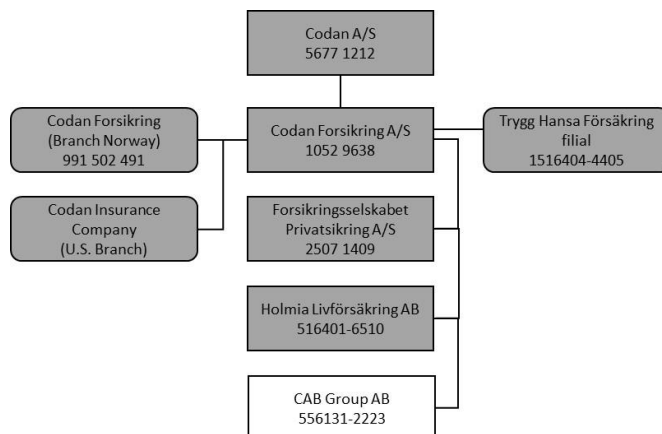 Codan A/S
5677 1212
Codan Forsikring
(Branch Norway)
991 502 491
Codan Forsikring A/S
1052 9638
Trygg Hansa Försäkring
filial
1516404-4405
Codan Insurance
Company
(U.S. Branch)
Forsikringsselskabet
Privatsikring A/S
2507 1409
Holmia Livförsäkring AB
516401-6510
CAB Group AB
556131-2223